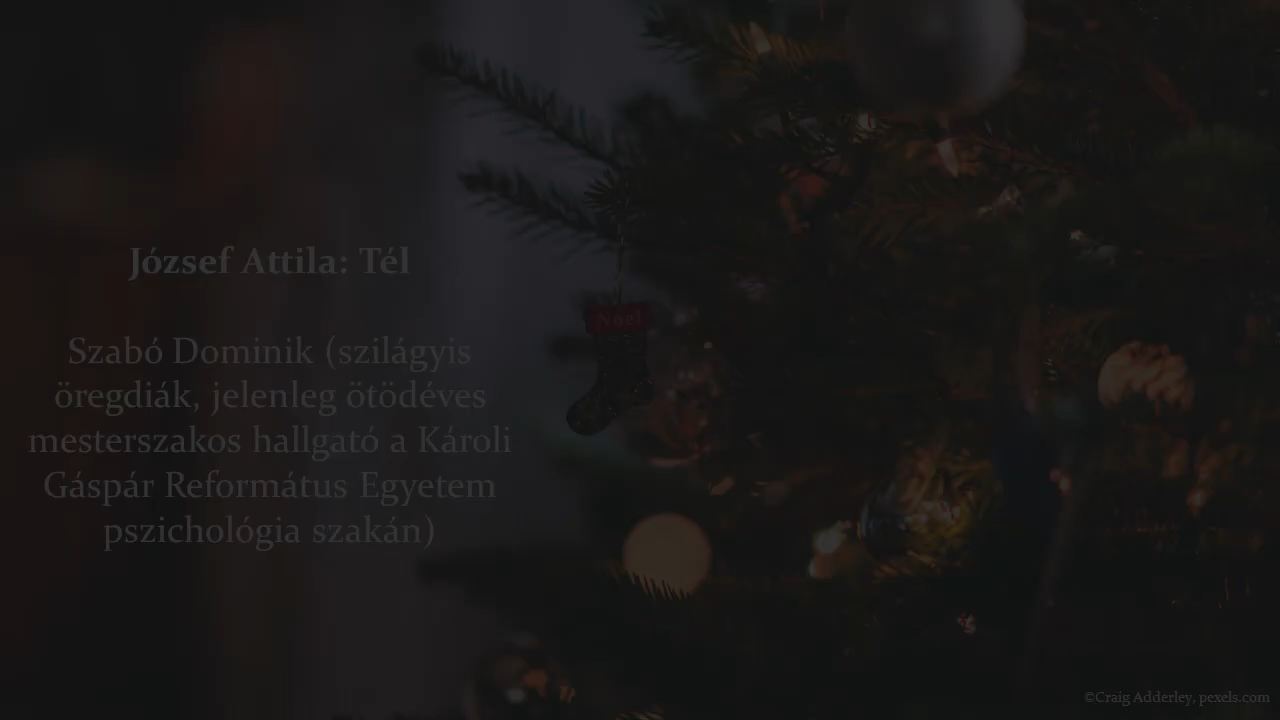 József Attila: Tél
Szabó Dominik (szilágyis
öregdiák, jelenleg ötödéves
mesterszakos hallgató a Károli
Gáspár Református Egyetem
pszichológia szakán)
Noel
©Craig Adderley, pexels.com